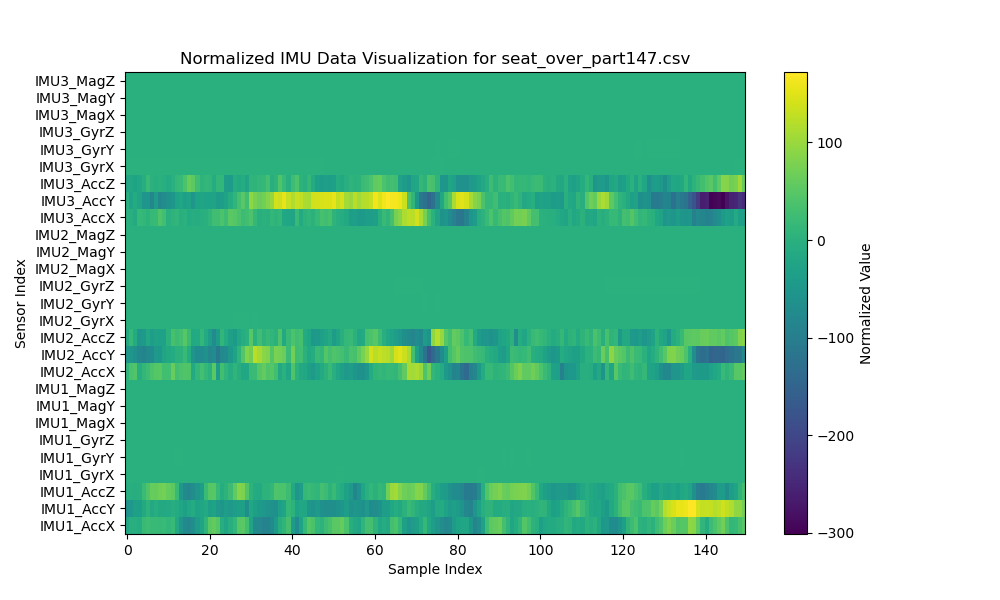 Normalized IMU Data Visualization for seat_over_part147.csv
IMU3_MagZ
IMU3_MagY
IMU3_MagX
IMU3_GyrZ
IMU3_GyrY
IMU3_GyrX
IMU3_AccZ
IMU3_AccY
IMU3_AccX
IMU2_MagZ
IMU2_MagY
IMU2_MagX
IMU2_GyrZ
IMU2_GyrY
IMU2_GyrX
IMU2_AccZ
IMU2_AccY
IMU2_AccX
IMU1_MagZ
IMU1_MagY
IMU1_MagX
IMU1_GyrZ
IMU1_GyrY
IMU1_GyrX
IMU1_AccZ
IMU1_AccY
IMU1_AccX
Sensor Index
0 20 40 60 80 100 120 140
Sample Index
100
0
−100
−200
−300
Normalized Value